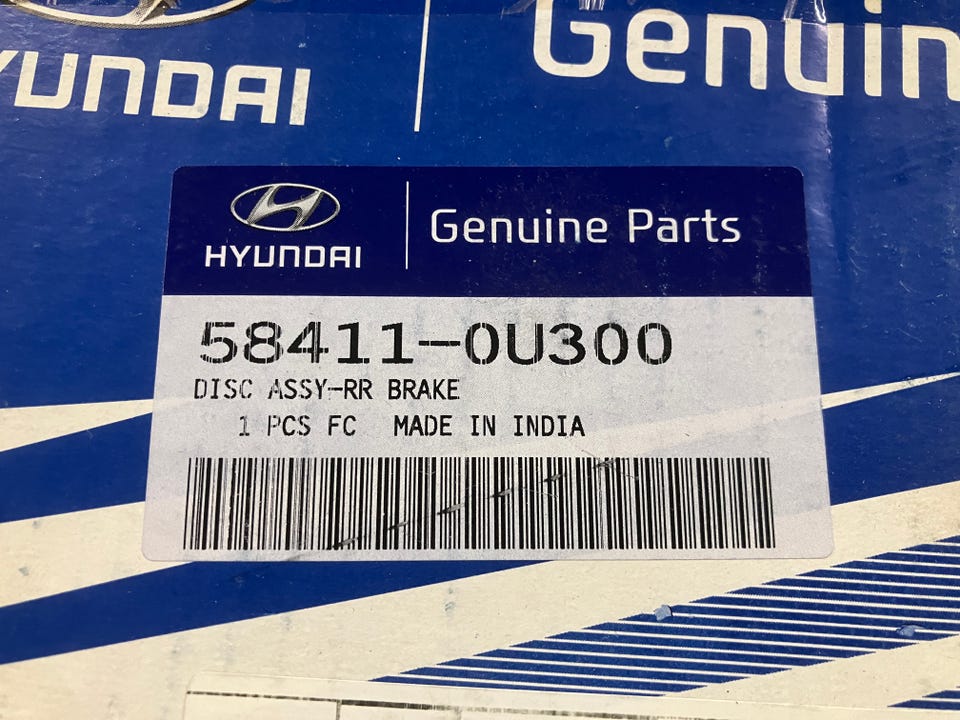 HYUNDAI
Genuin
HYUNDAI
Genuine Parts
58411-0U300
DISC ASSY-RR BRAKE
1 PCS FC MADE IN INDIA